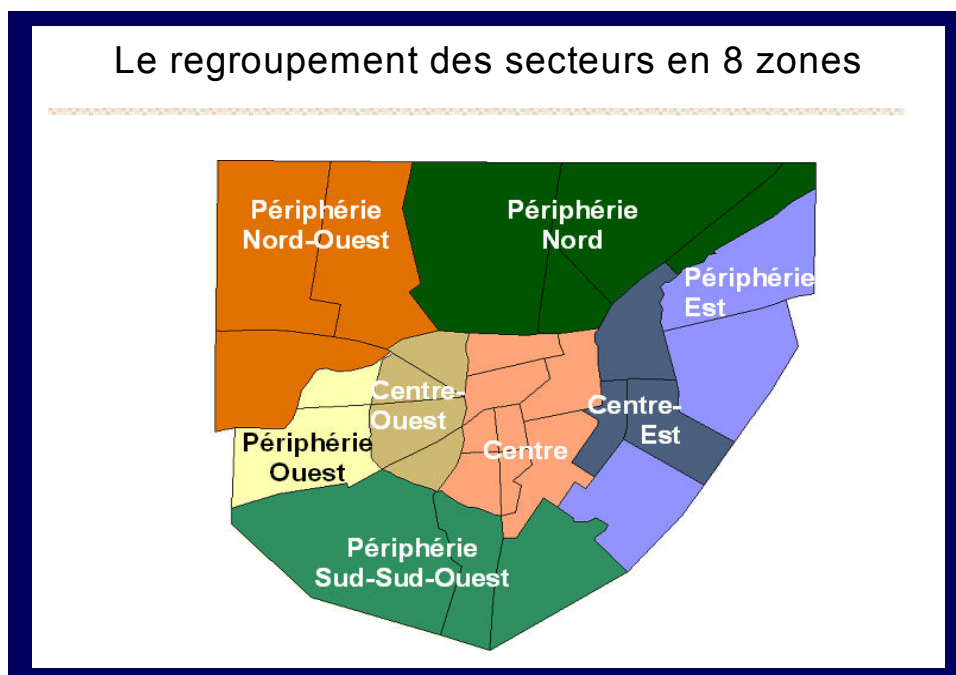 Le regroupement des secteurs en 8 zones
Périphérie
Nord-Ouest
Périphérie
Nord
Périphérie
Est
Centre-
Ouest
Centre-
Est
Périphérie
Ouest
Centre
Périphérie
Sud-Sud-Ouest